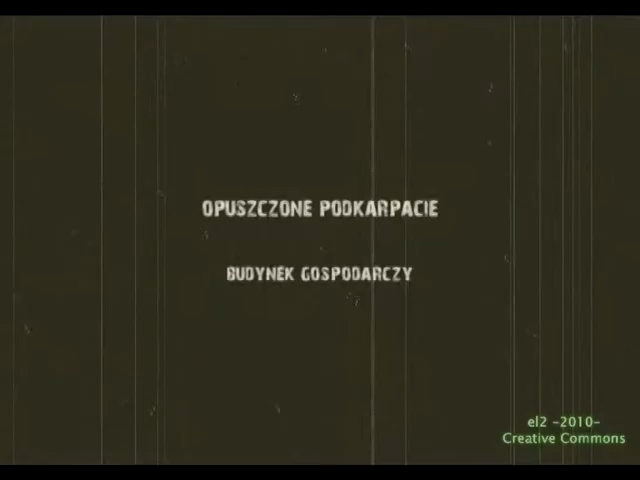 OPUSZCZONE PODKARPACIE
BUDYNEK GOSPODARCZY
el2 -2010-
Creative Commons